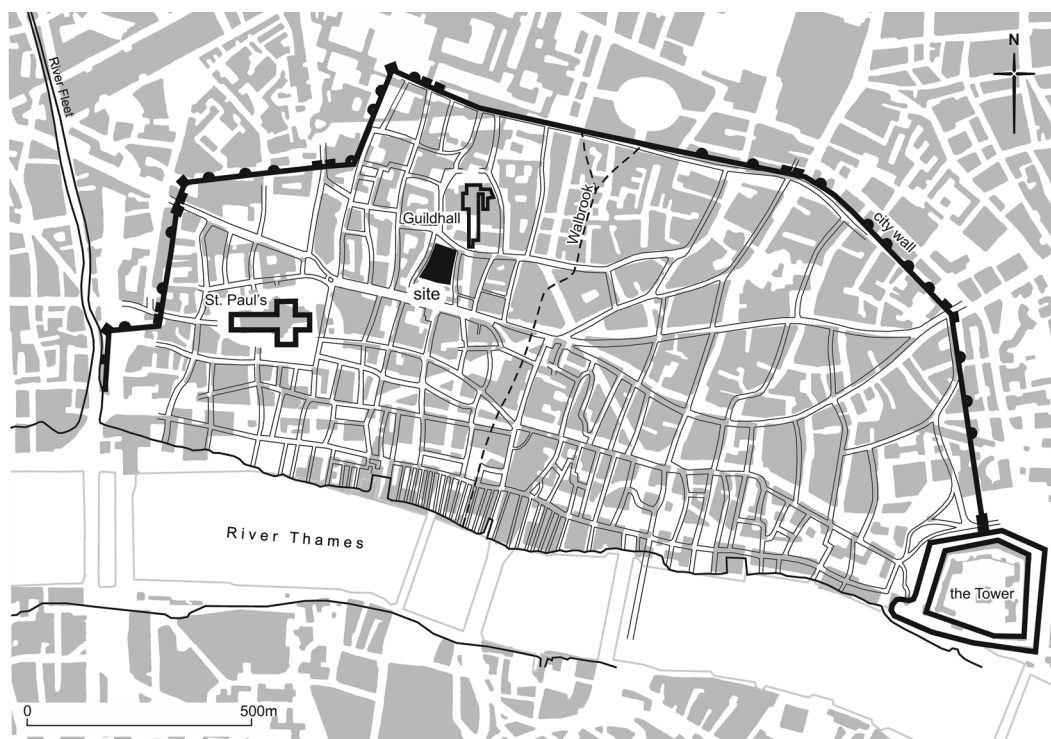 N
River Fleet
Walbrook
Guildhall
city wall
site
St. Paul's
River Thames
the Tower
0
500m